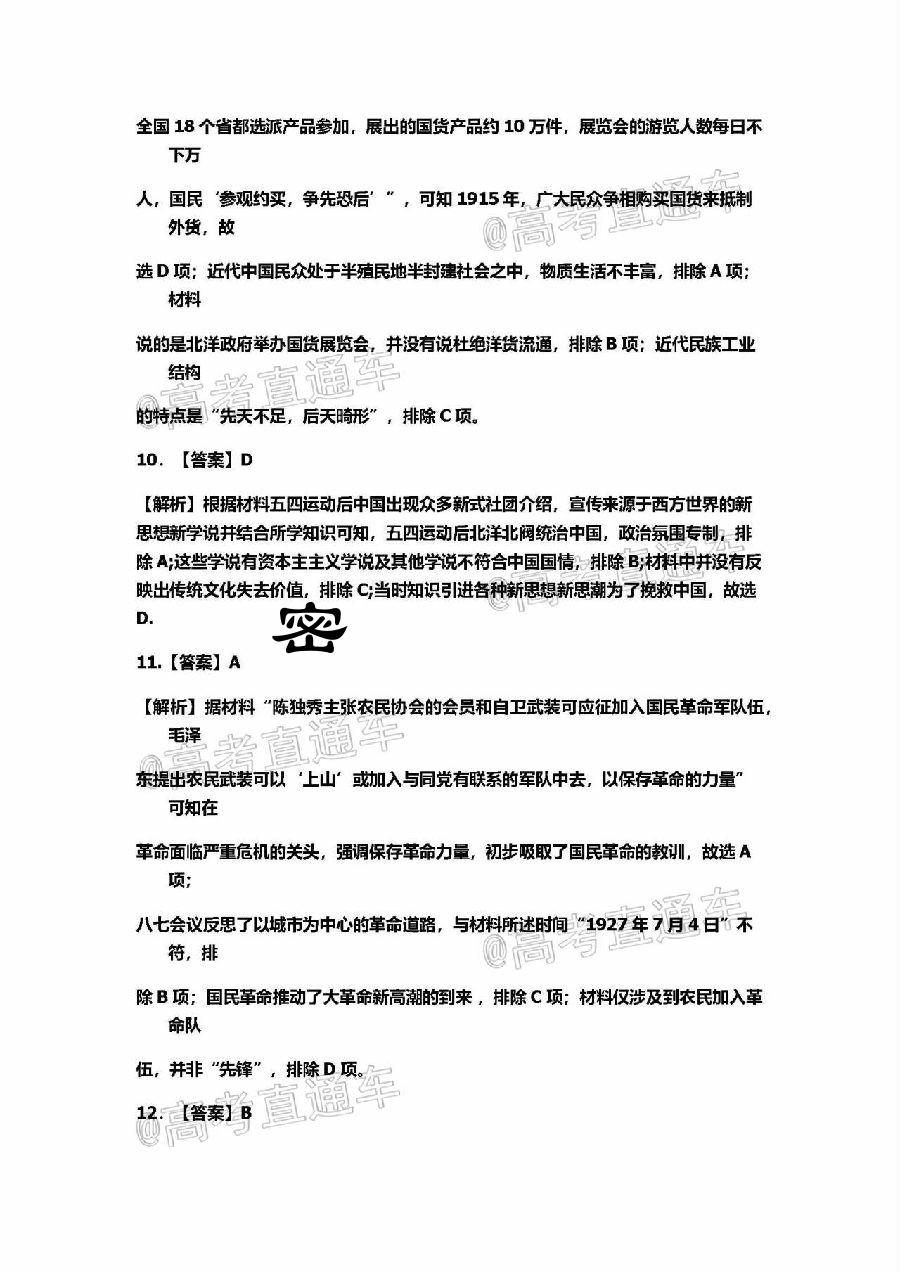 全国 18 个省都选派产品参加，展出的国货产品约 10 万件，展览会的游览人数每日不
下万
人，国民‘参观约买，争先恐后’”，可知 1915 年，广大民众争相购买国货来抵制
外货，故
选 D 项；近代中国民众处于半殖民地半封建社会之中，物质生活不丰富，排除 A 项；
材料
说的是北洋政府举办国货展览会，并没有说杜绝洋货流通，排除 B 项；近代民族工业
结构
的特点是“先天不足，后天畸形”，排除 C 项。
10．【答案】D
【解析】根据材料五四运动后中国出现众多新式社团介绍，宣传来源于西方世界的新
思想新学说并结合所学知识可知，五四运动后北洋北阀统治中国，政治氛围专制，排
除 A;这些学说有资本主主义学说及其他学说不符合中国国情，排除 B;材料中并没有反
映出传统文化失去价值，排除 C;当时知识引进各种新思想新思潮为了挽救中国，故选
D.
密
11.【答案】A
【解析】据材料“陈独秀主张农民协会的会员和自卫武装可应征加入国民革命军队伍，
毛泽
东提出农民武装可以‘上山’或加入与同党有联系的军队中去，以保存革命的力量”
可知在
革命面临严重危机的关头，强调保存革命力量，初步吸取了国民革命的教训，故选 A
项；
八七会议反思了以城市为中心的革命道路，与材料所述时间“1927 年 7 月 4 日”不
符，排
除 B 项；国民革命推动了大革命新高潮的到来 ，排除 C 项；材料仅涉及到农民加入革
命队
伍，并非“先锋”，排除 D 项。
12．【答案】B
@高考直通车
@高考直通车
@高考直通车
@高考直通车
@高考直通车
@高考直通车